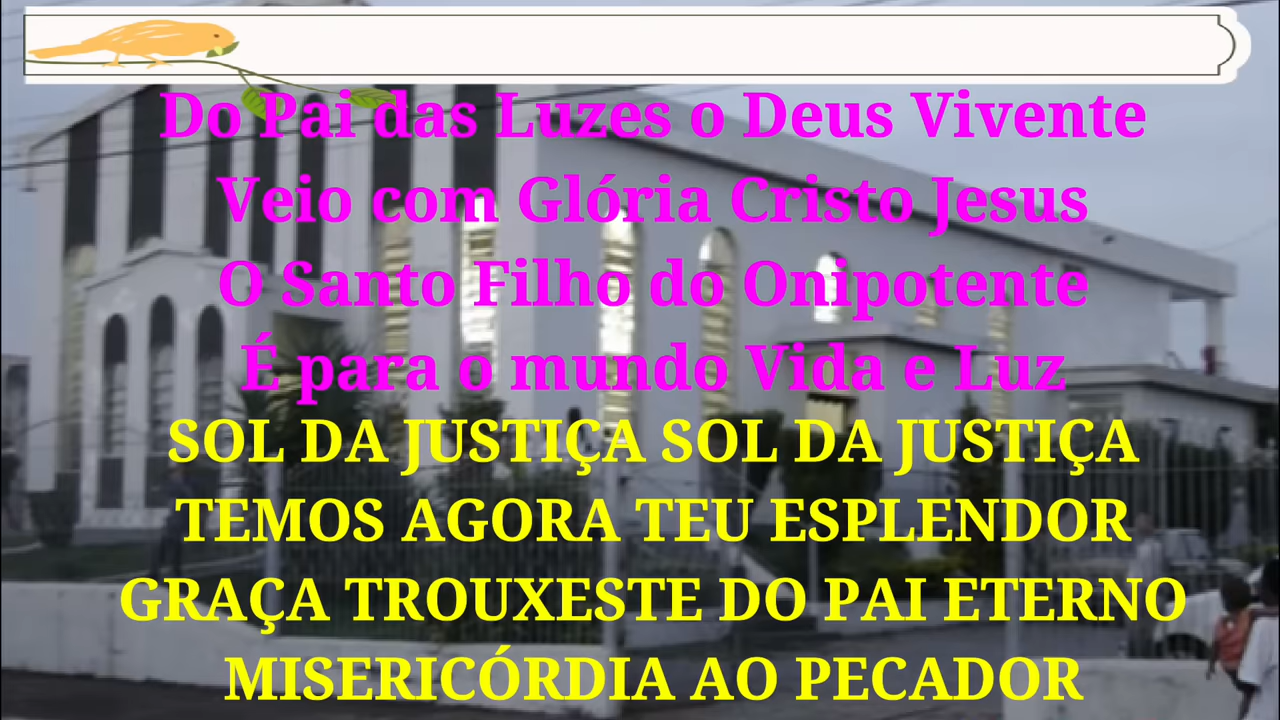 Do Pai das Luzes o Deus Vivente
Veio com Glória Cristo Jesus
O Santo Filho do Onipotente
É para o mundo Vida e Luz
SOL DA JUSTIÇA SOL DA JUSTIÇA
TEMOS AGORA TEU ESPLENDOR
GRAÇA TROUXESTE DO PAI ETERNO
MISERICÓRDIA AO PECADOR